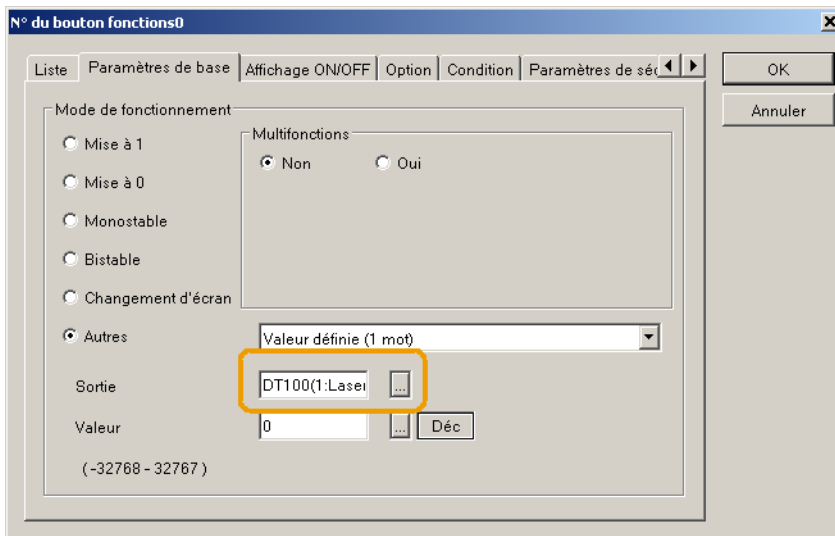 N° du bouton fonctions0
Liste Paramètres de base Affichage ON/OFF Option Condition Paramètres de séc
OK
Annuler
Mode de fonctionnement
Multifonctions
Mise à 1
Non Oui
Mise à 0
Monostable
Bistable
Changement d'écran
Autres Valeur définie (1 mot)
Sortie DT100(1:Laser ...
Valeur 0 ... Déc
(-32768 - 32767)